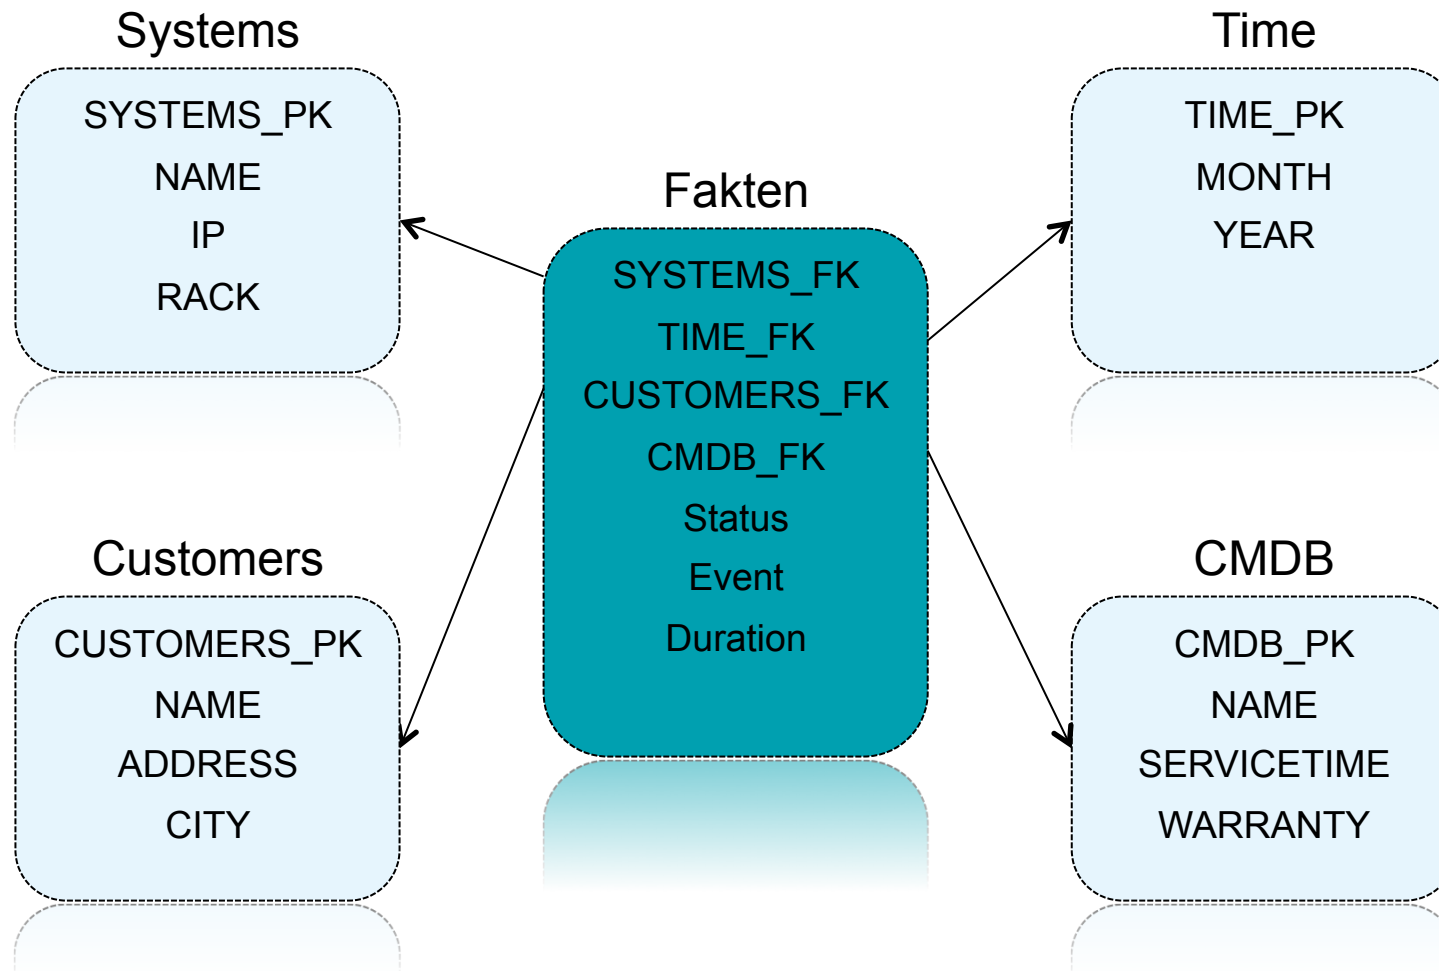 Systems
SYSTEMS_PK
NAME
IP
RACK
Customers
CUSTOMERS_PK
NAME
ADDRESS
CITY
Fakten
SYSTEMS_FK
TIME_FK
CUSTOMERS_FK
CMDB_FK
Status
Event
Duration
Time
TIME_PK
MONTH
YEAR
CMDB
CMDB_PK
NAME
SERVICETIME
WARRANTY